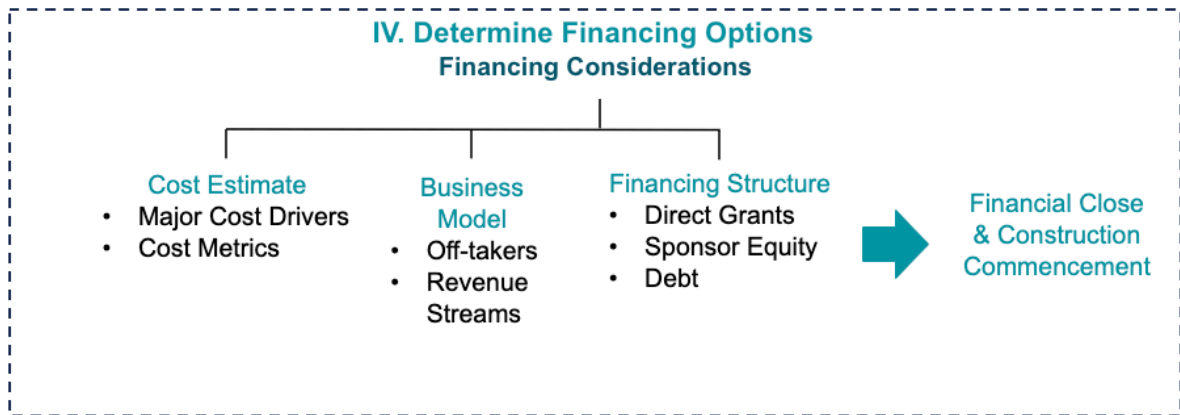 IV. Determine Financing Options
Financing Considerations
Cost Estimate
• Major Cost Drivers
• Cost Metrics
Business
Model
• Off-takers
• Revenue
Streams
Financing Structure
• Direct Grants
• Sponsor Equity
• Debt
Financial Close
& Construction
Commencement